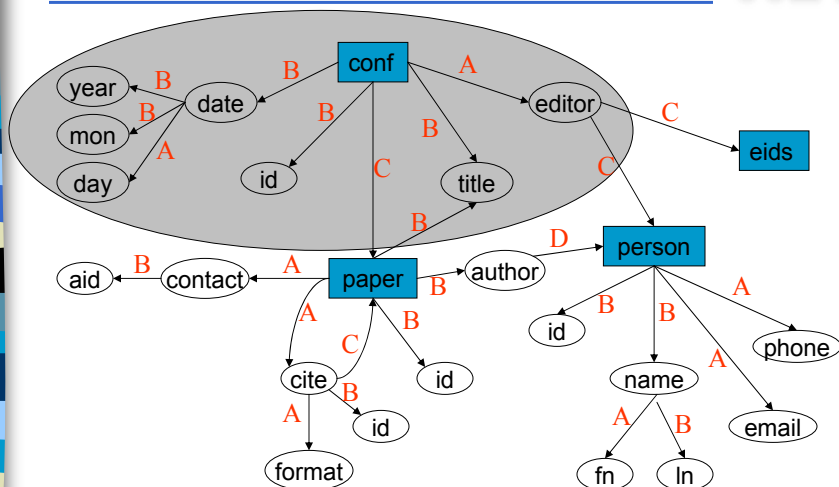 conf
A
B
year
B
date
editor
C
B
B
B
mon
A
eids
C
C
id
title
day
B
D
person
B
A
author
aid
contact
paper
B
A
A
B
id
B
B
C
phone
cite
id
name
A
B
A
id
A
B
email
format
fn
ln